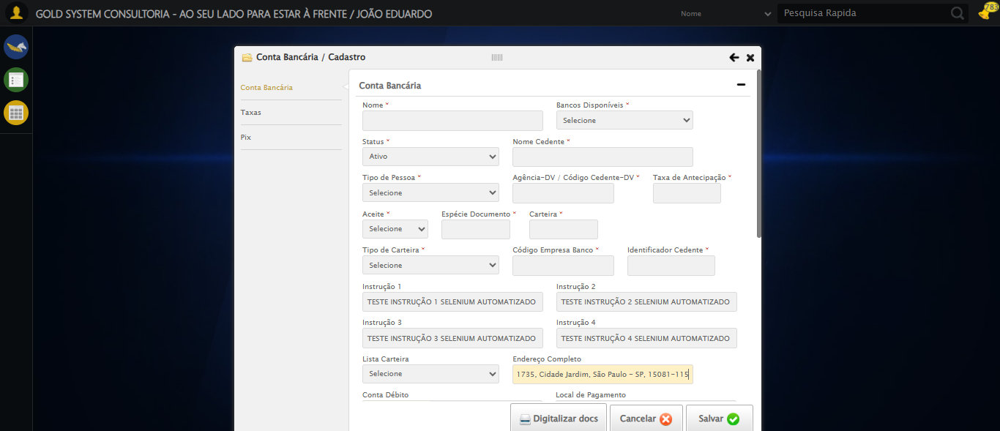 GOLD SYSTEM CONSULTORIA - AO SEU LADO PARA ESTAR À FRENTE / JOÃO EDUARDO
Nome
Pesquisa Rapida
783
Conta Bancária / Cadastro
Conta Bancária
Taxas
Pix
Conta Bancária
Nome *
Bancos Disponíveis *
Selecione
Status *
Nome Cedente *
Ativo
Tipo de Pessoa *
Agência-DV / Código Cedente-DV *
Taxa de Antecipação *
Selecione
Aceite *
Espécie Documento *
Carteira *
Selecione
Tipo de Carteira *
Código Empresa Banco *
Identificador Cedente *
Selecione
Instrução 1
Instrução 2
TESTE INSTRUÇÃO 1 SELENIUM AUTOMATIZADO
TESTE INSTRUÇÃO 2 SELENIUM AUTOMATIZADO
Instrução 3
Instrução 4
TESTE INSTRUÇÃO 3 SELENIUM AUTOMATIZADO
TESTE INSTRUÇÃO 4 SELENIUM AUTOMATIZADO
Lista Carteira
Endereço Completo
Selecione
1735, Cidade Jardim, São Paulo - SP, 15081-115
Conta Débito
Local de Pagamento
Digitalizar docs
Cancelar
Salvar